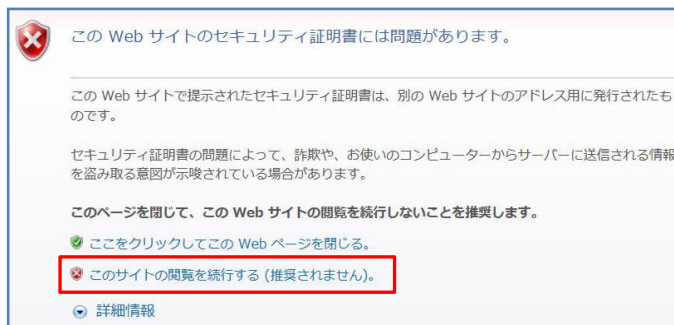 この Web サイトのセキュリティ証明書には問題があります。
この Web サイトで提示されたセキュリティ証明書は、別の Web サイトのアドレス用に発行されたも
のです。
セキュリティ証明書の問題によって、詐欺や、お使いのコンピューターからサーバーに送信される情報
を盗み取る意図が示唆されている場合があります。
このページを閉じて、この Web サイトの閲覧を続行しないことを推奨します。
ここをクリックしてこの Web ページを閉じる。
このサイトの閲覧を続行する (推奨されません)。
詳細情報